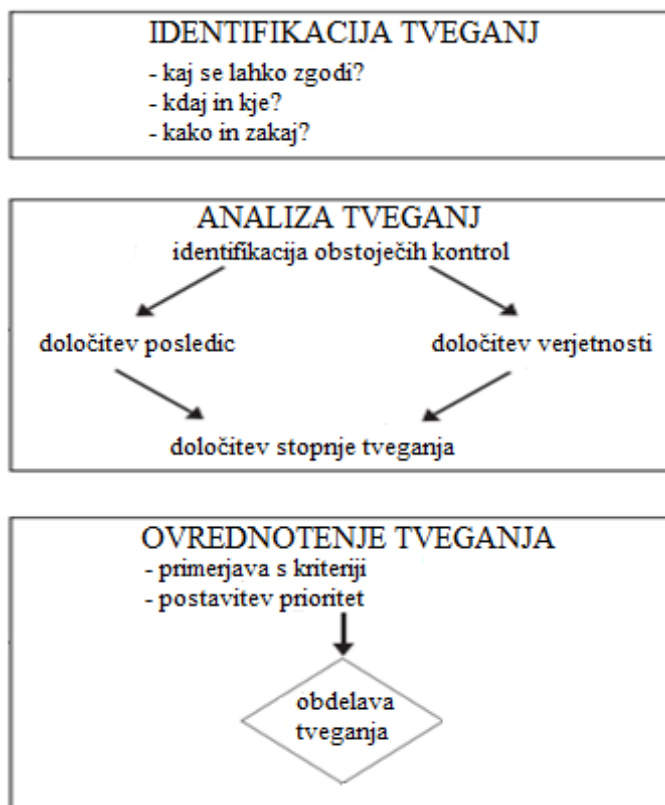 IDENTIFIKACIJA TVEGANJ
- kaj se lahko zgodi?
- kdaj in kje?
- kako in zakaj?
ANALIZA TVEGANJ
identifikacija obstoječih kontrol
določitev posledic
določitev verjetnosti
določitev stopnje tveganja
OVREDNOTENJE TVEGANJA
- primerjava s kriteriji
- postavitev prioritet
obdelava
tveganja